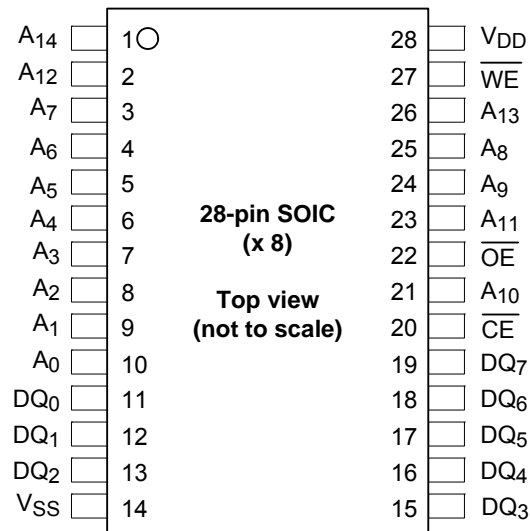 A14 1 28 VDD
A12 2 27 WE
A7 3 26 A13
A6 4 25 A8
A5 5 24 A9
A4 6 23 A11
A3 7 22 OE
A2 8 21 A10
A1 9 20 CE
A0 10 19 DQ7
DQ0 11 18 DQ6
DQ1 12 17 DQ5
DQ2 13 16 DQ4
VSS 14 15 DQ3
28-pin SOIC
(x 8)
Top view
(not to scale)